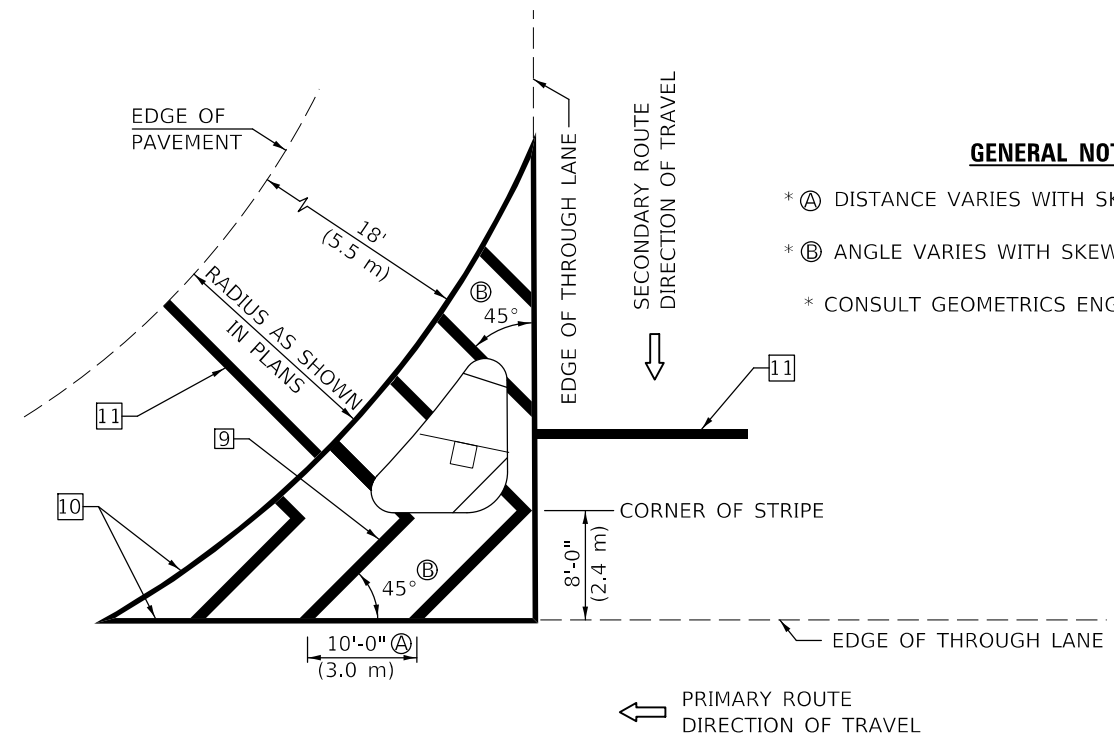 EDGE OF
PAVEMENT
18'
(5.5 m)
RADIUS AS SHOWN
IN PLANS
EDGE OF THROUGH LANE
SECONDARY ROUTE
DIRECTION OF TRAVEL
GENERAL NOT
* Ⓐ DISTANCE VARIES WITH SK
* Ⓑ ANGLE VARIES WITH SKEW
* CONSULT GEOMETRICS ENG
Ⓑ
45°
11
11
9
10
CORNER OF STRIPE
8'-0"
(2.4 m)
45° Ⓑ
10'-0" Ⓐ
(3.0 m)
EDGE OF THROUGH LANE
PRIMARY ROUTE
DIRECTION OF TRAVEL